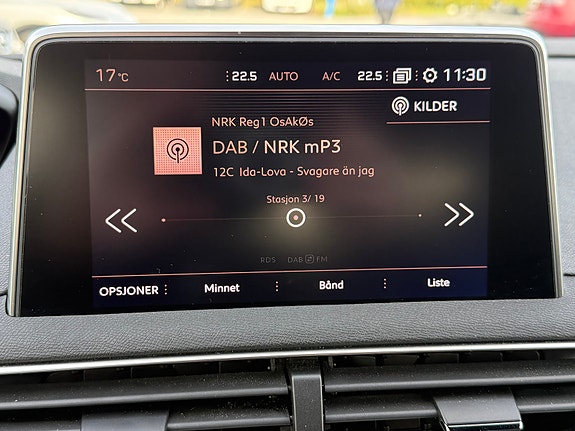 17 °C 22.5 AUTO A/C 22.5 11:30
KILDER
NRK Reg1 OsAkØs
DAB / NRK mP3
12C Ida-Lova - Svagare än jag
Stasjon 3/ 19
RDS DAB FM
OPSJONER Minnet Bånd Liste